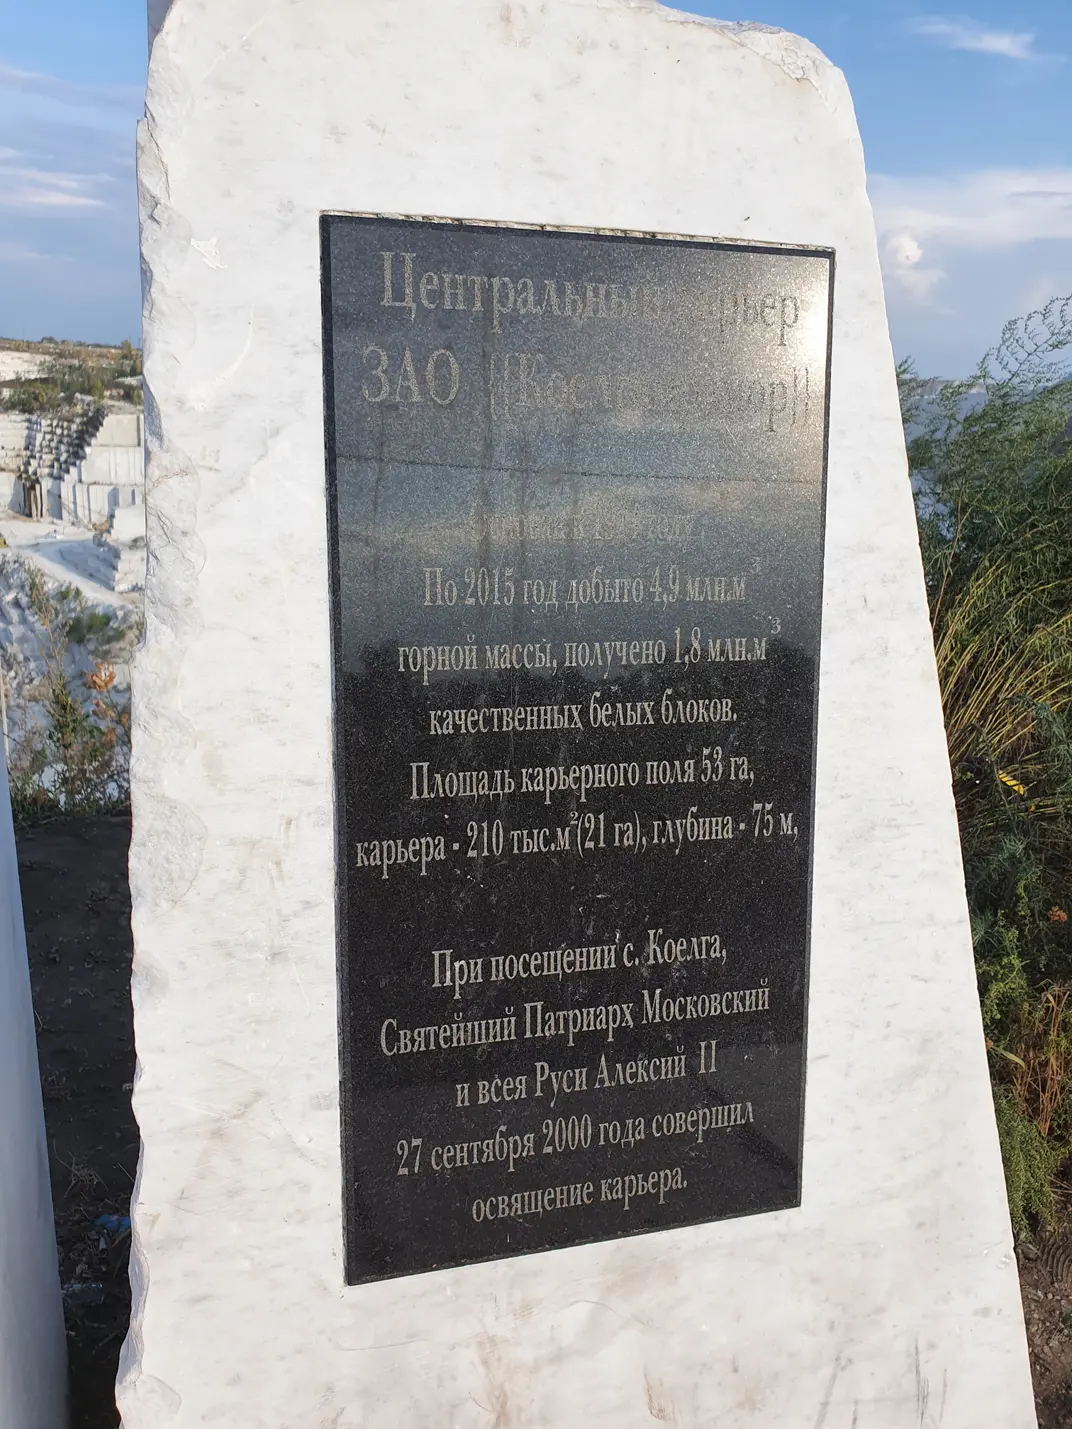 Центральный карьер
ЗАО "Коелгамрамор"
По 2015 год добыто 4,9 млн.м³
горной массы, получено 1,8 млн.м³
качественных белых блоков.
Площадь карьерного поля 53 га,
карьера - 210 тыс.м²(21 га), глубина - 75 м,
При посещении с. Коелга,
Святейший Патриарх Московский
и всея Руси Алексий II
27 сентября 2000 года совершил
освящение карьера.